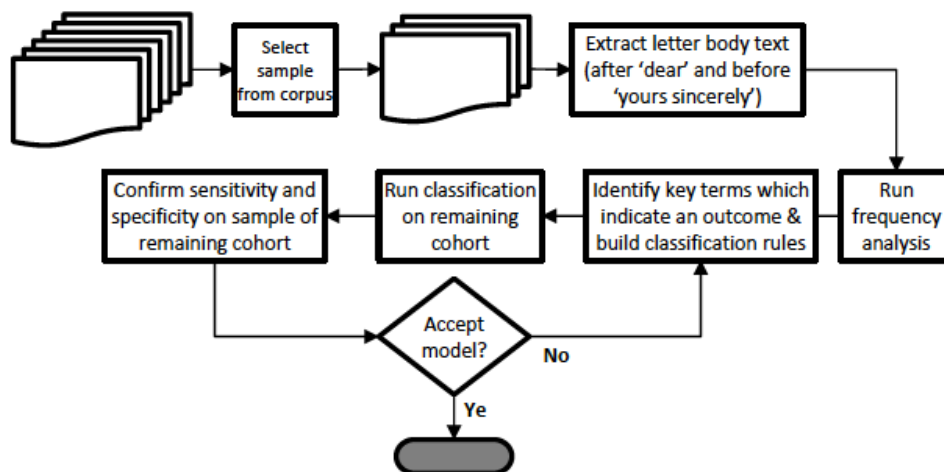 Select
sample
from corpus
Extract letter body text
(after ‘dear’ and before
‘yours sincerely’)
Run
frequency
analysis
Identify key terms which
indicate an outcome &
build classification rules
Run classification
on remaining
cohort
Confirm sensitivity and
specificity on sample of
remaining cohort
Accept
model?
No
Ye